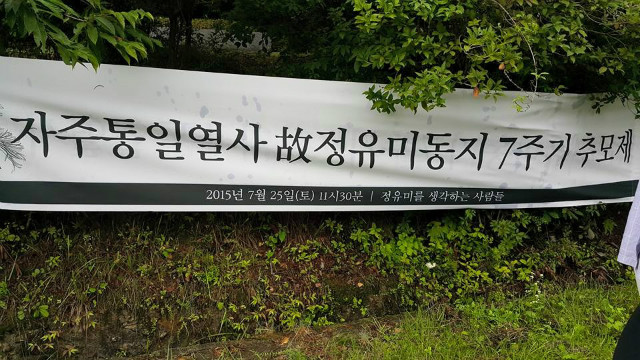 자주통일열사 故정유미동지 7주기 추모제
2015년 7월 25일(토) 11시30분 | 정유미를 생각하는 사람들